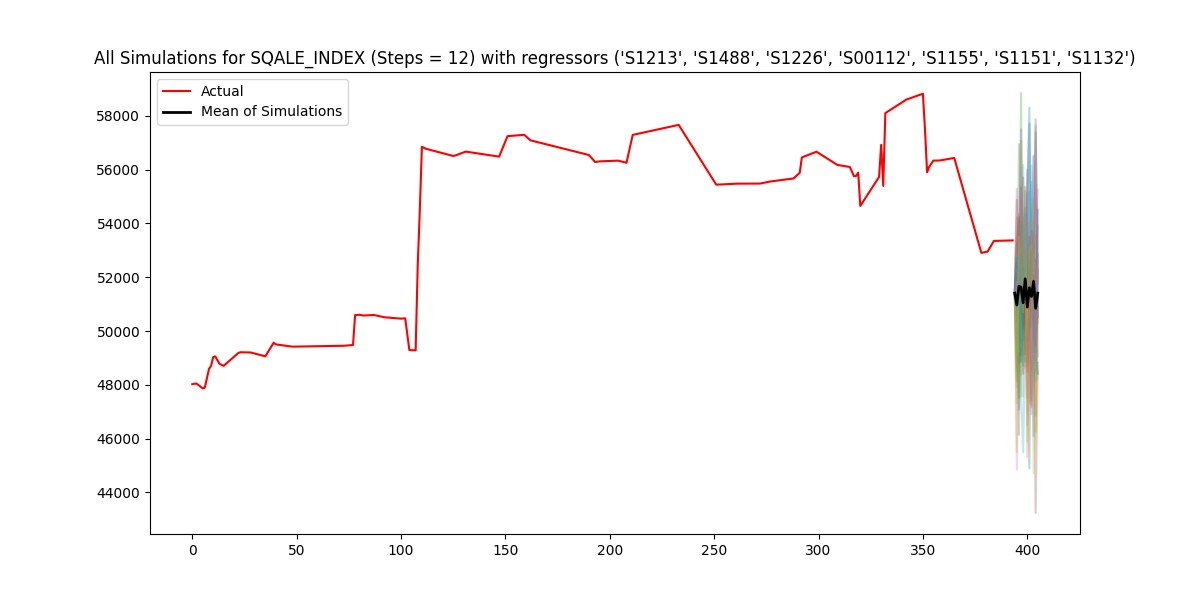 All Simulations for SQALE_INDEX (Steps = 12) with regressors ('S1213', 'S1488', 'S1226', 'S00112', 'S1155', 'S1151', 'S1132')
Actual
Mean of Simulations
58000
56000
54000
52000
50000
48000
46000
44000
0 50 100 150 200 250 300 350 400